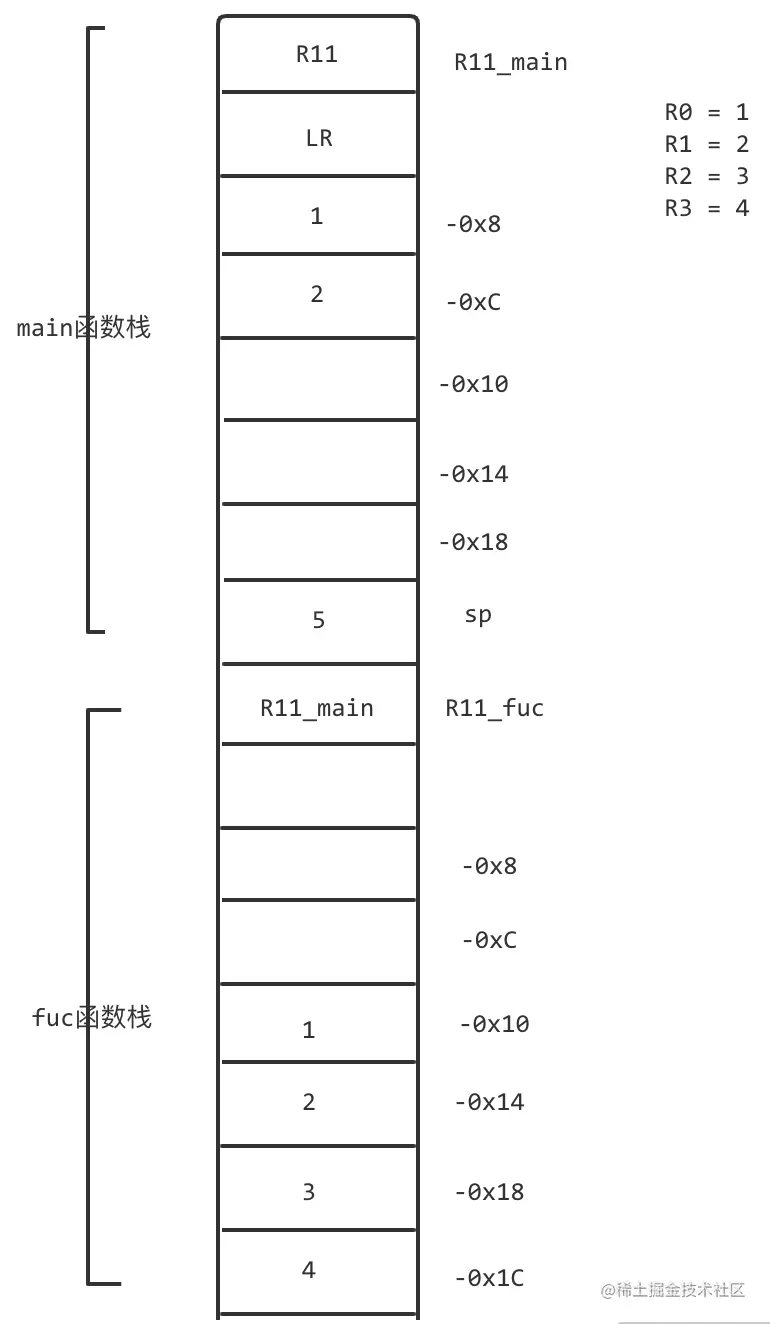 R11 R11_main
R0 = 1
LR
R1 = 2
R2 = 3
R3 = 4
1 -0x8
2 -0xC
main函数栈
-0x10
-0x14
-0x18
5 sp
R11_main R11_fuc
-0x8
-0xC
fuc函数栈
1 -0x10
2 -0x14
3 -0x18
4 -0x1C
@稀土掘金技术社区